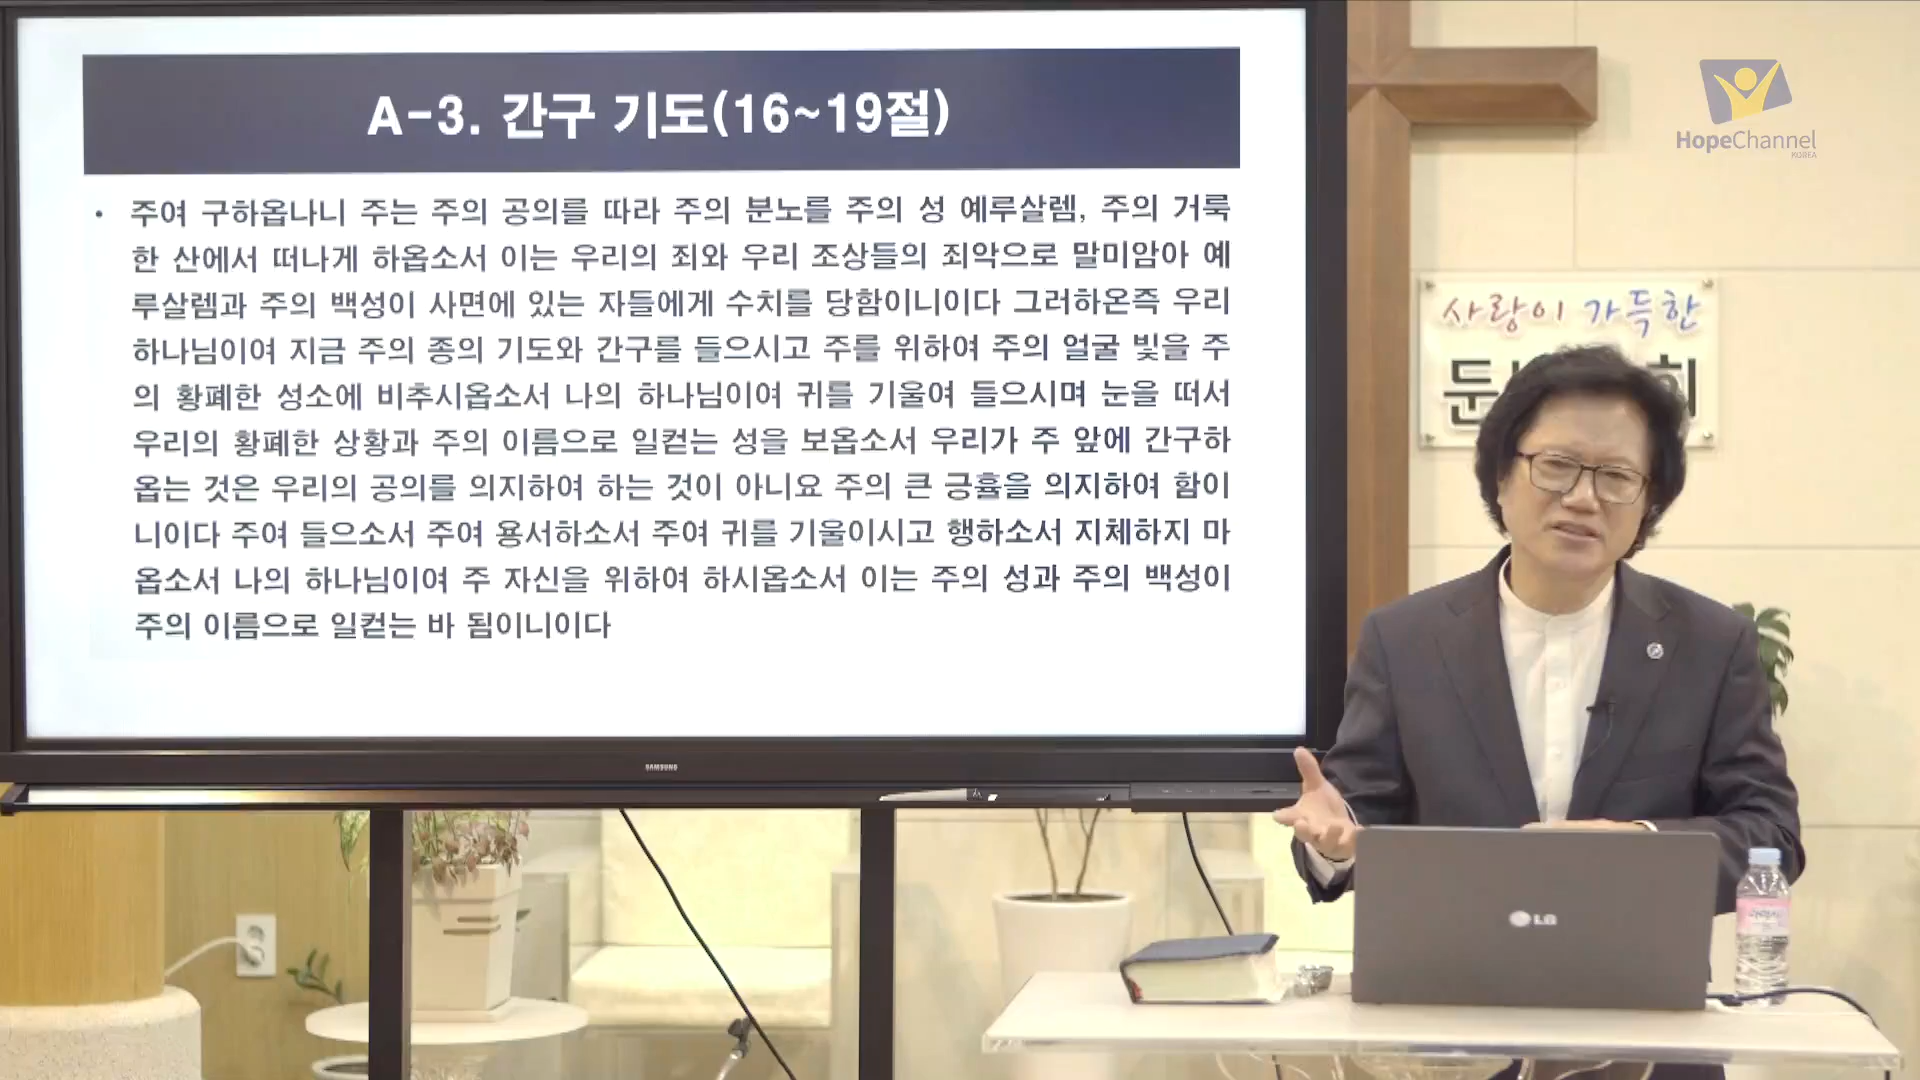 A-3. 간구 기도(16~19절)
• 주여 구하옵나니 주는 주의 공의를 따라 주의 분노를 주의 성 예루살렘, 주의 거룩
한 산에서 떠나게 하옵소서 이는 우리의 죄와 우리 조상들의 죄악으로 말미암아 예
루살렘과 주의 백성이 사면에 있는 자들에게 수치를 당함이니이다 그러하온즉 우리
하나님이여 지금 주의 종의 기도와 간구를 들으시고 주를 위하여 주의 얼굴 빛을 주
의 황폐한 성소에 비추시옵소서 나의 하나님이여 귀를 기울여 들으시며 눈을 떠서
우리의 황폐한 상황과 주의 이름으로 일컫는 성을 보옵소서 우리가 주 앞에 간구하
옵는 것은 우리의 공의를 의지하여 하는 것이 아니요 주의 큰 긍휼을 의지하여 함이
니이다 주여 들으소서 주여 용서하소서 주여 귀를 기울이시고 행하소서 지체하지 마
옵소서 나의 하나님이여 주 자신을 위하여 하시옵소서 이는 주의 성과 주의 백성이
주의 이름으로 일컫는 바 됨이니이다
SAMSUNG
HopeChannel
KOREA
사랑이 가득한
LG